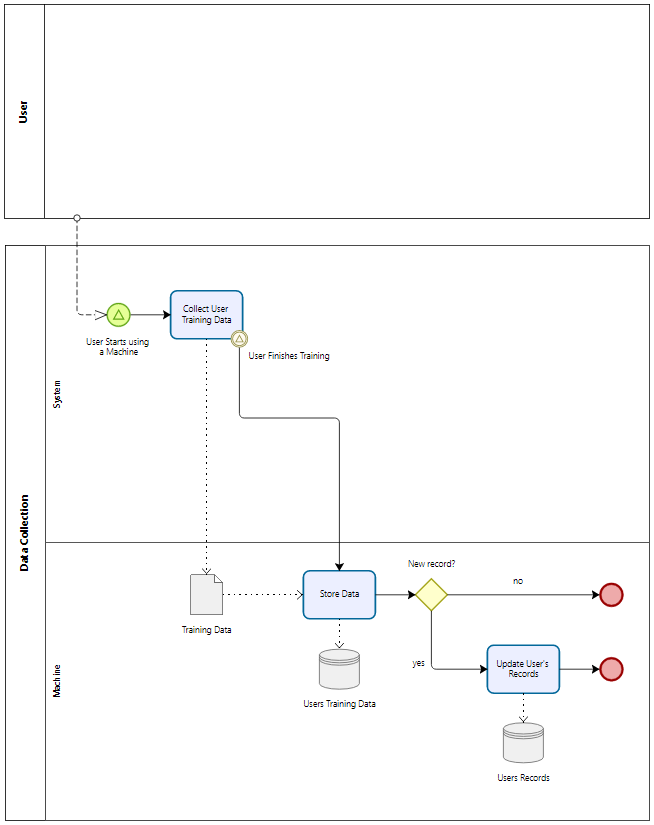 User
Data Collection
System
Collect User
Training Data
User Starts using
a Machine
User Finishes Training
Machine
New record?
Store Data
no
Training Data
yes
Update User's
Records
Users Training Data
Users Records